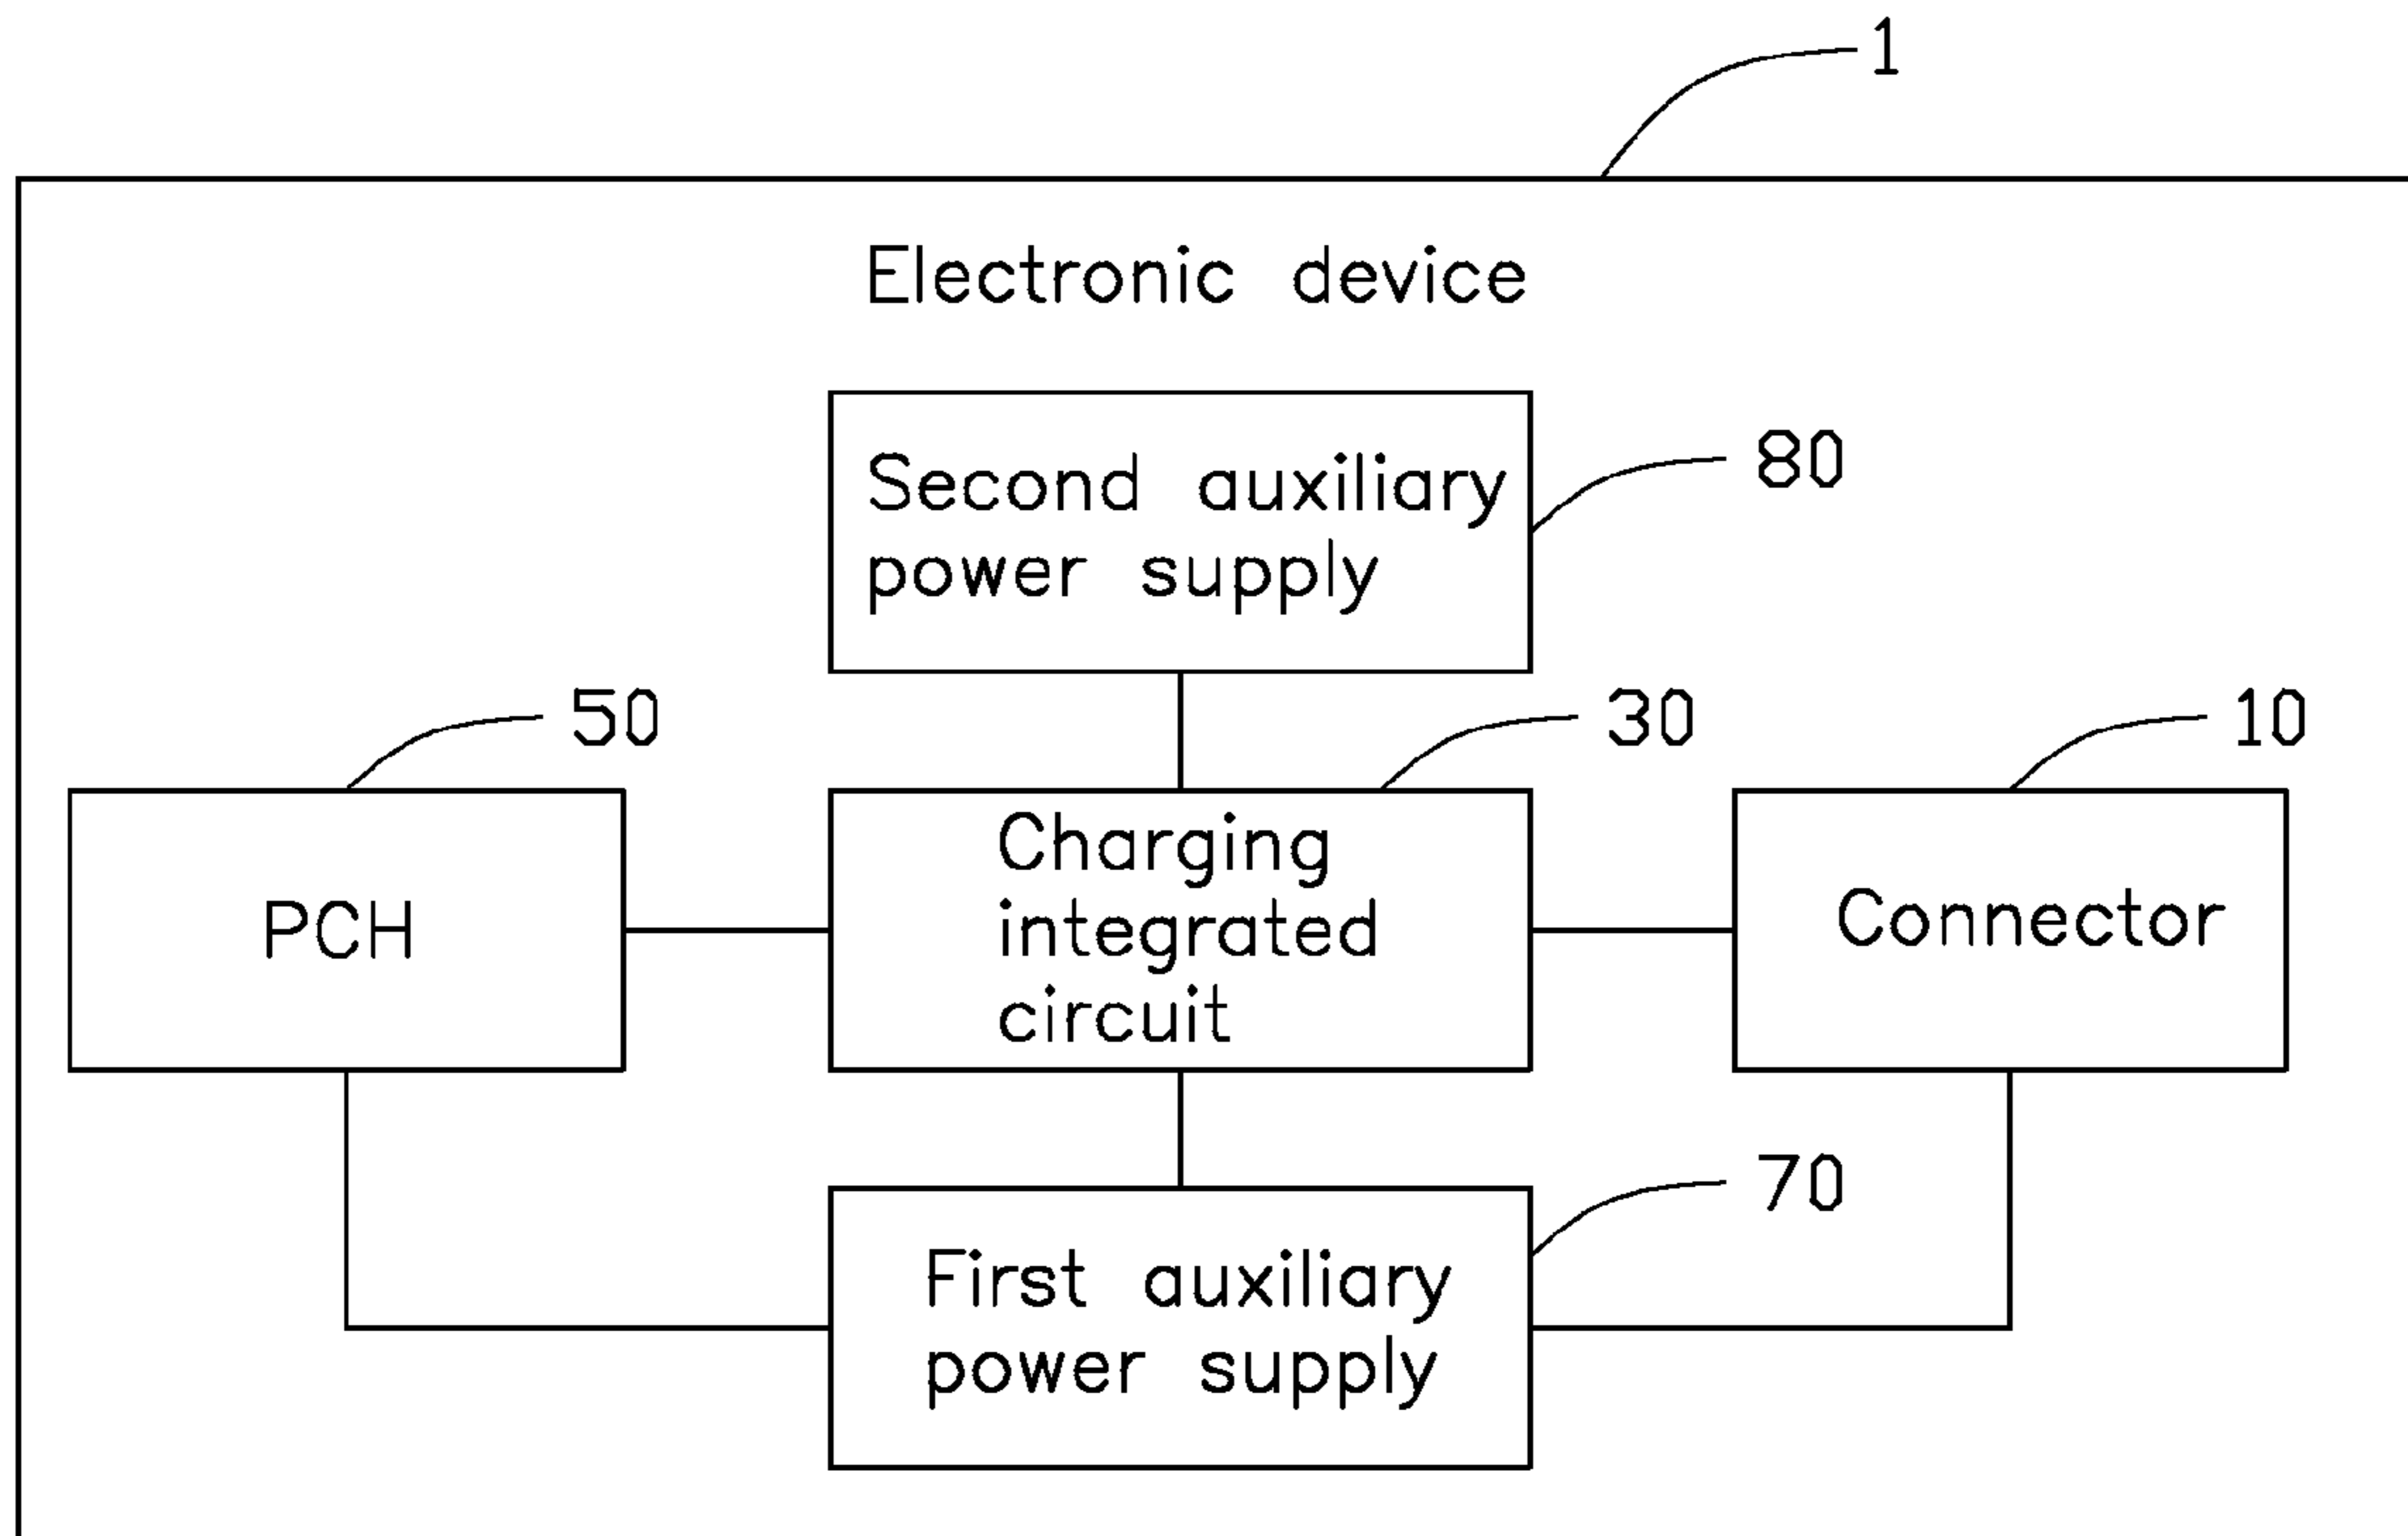 1
Electronic device
Second auxiliary
power supply
80
50
30
10
PCH
Charging
integrated
circuit
Connector
70
First auxiliary
power supply